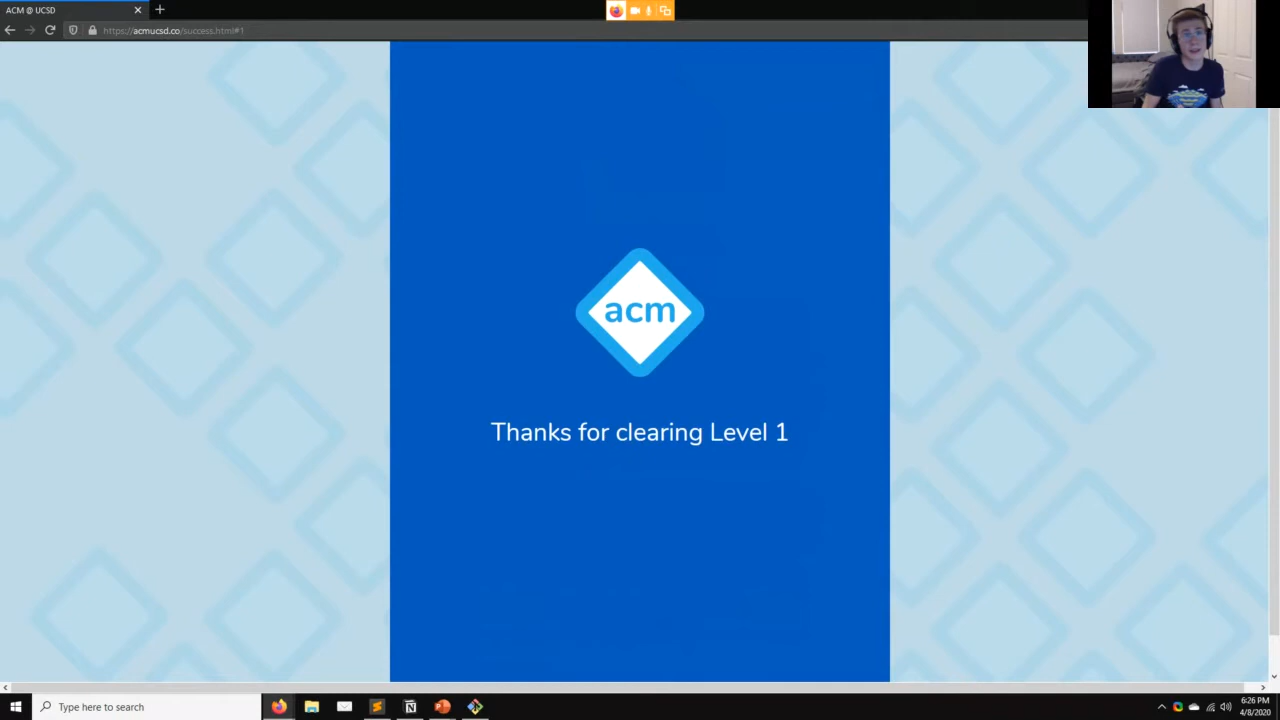 ACM @ UCSD
https://acmucsd.co/success.html#1
acm
Thanks for clearing Level 1
Type here to search
6:26 PM
4/8/2020